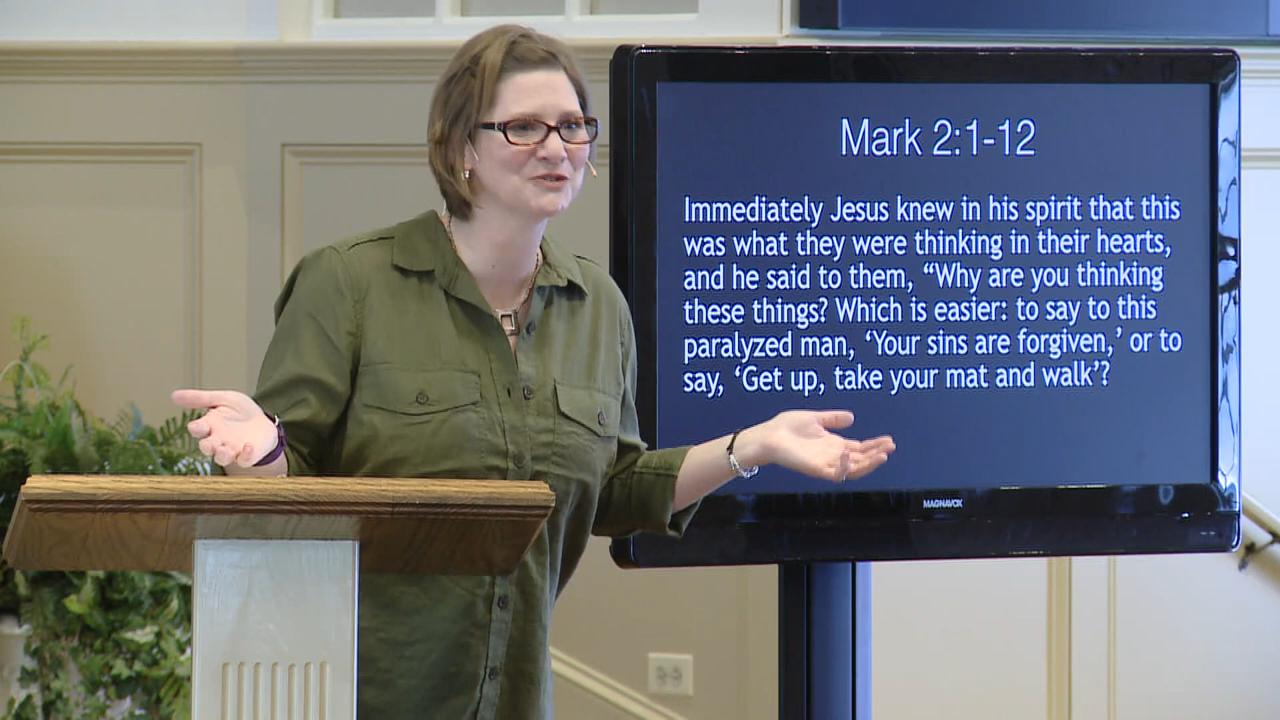 Mark 2:1-12
Immediately Jesus knew in his spirit that this
was what they were thinking in their hearts,
and he said to them, “Why are you thinking
these things? Which is easier: to say to this
paralyzed man, ‘Your sins are forgiven,’ or to
say, ‘Get up, take your mat and walk’?
MAGNAVOX